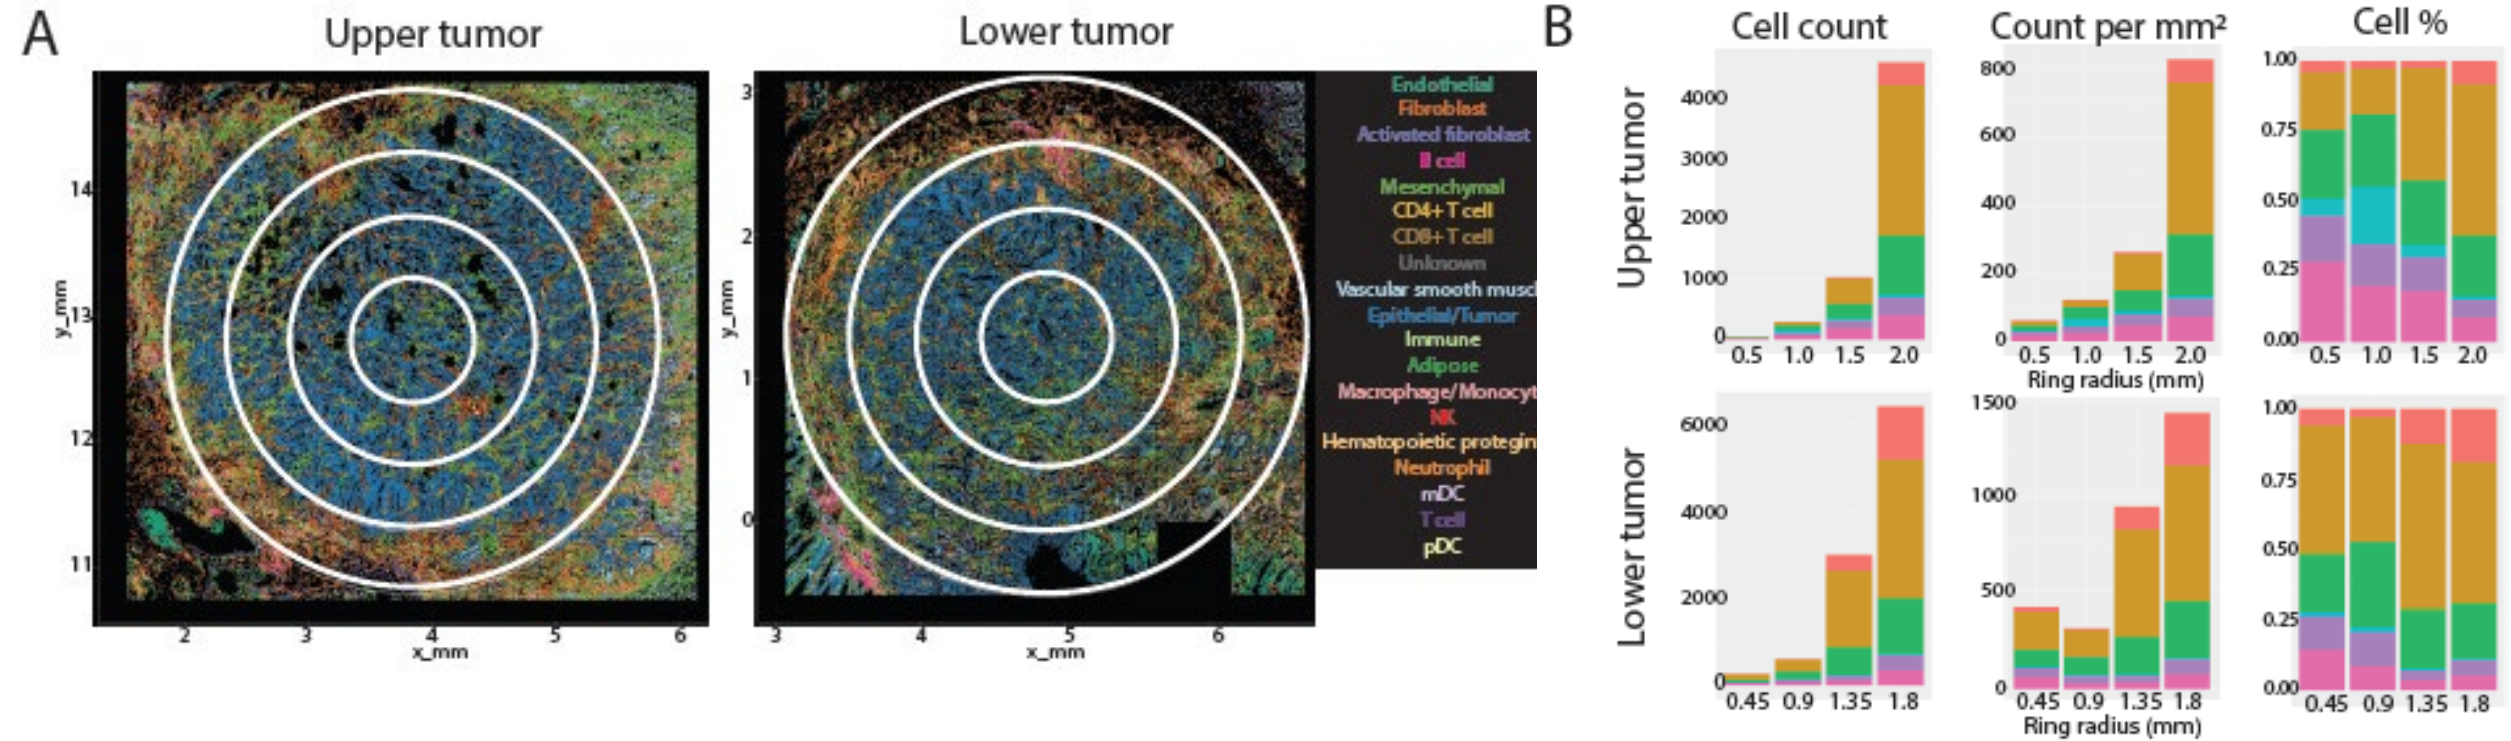 A
Upper tumor
Lower tumor
y_mm
14
13
12
11
2 3 4 5 6
x_mm
y_mm
3
2
1
0
3 4 5 6
x_mm
Endothelial
Fibroblast
Activated fibroblast
B cell
Mesenchymal
CD4+ T cell
CD8+ T cell
Unknown
Vascular smooth muscl
Epithelial/Tumor
Immune
Adipose
Macrophage/Monocyt
NK
Hematopoietic protegin
Neutrophil
mDC
T cell
pDC
B
Cell count
Count per mm²
Cell %
Upper tumor
4000
3000
2000
1000
0
0.5 1.0 1.5 2.0
800
600
400
200
0
0.5 1.0 1.5 2.0
1.00
0.75
0.50
0.25
0.00
0.5 1.0 1.5 2.0
Ring radius (mm)
Lower tumor
6000
4000
2000
0
0.45 0.9 1.35 1.8
1500
1000
500
0
0.45 0.9 1.35 1.8
1.00
0.75
0.50
0.25
0.00
0.45 0.9 1.35 1.8
Ring radius (mm)